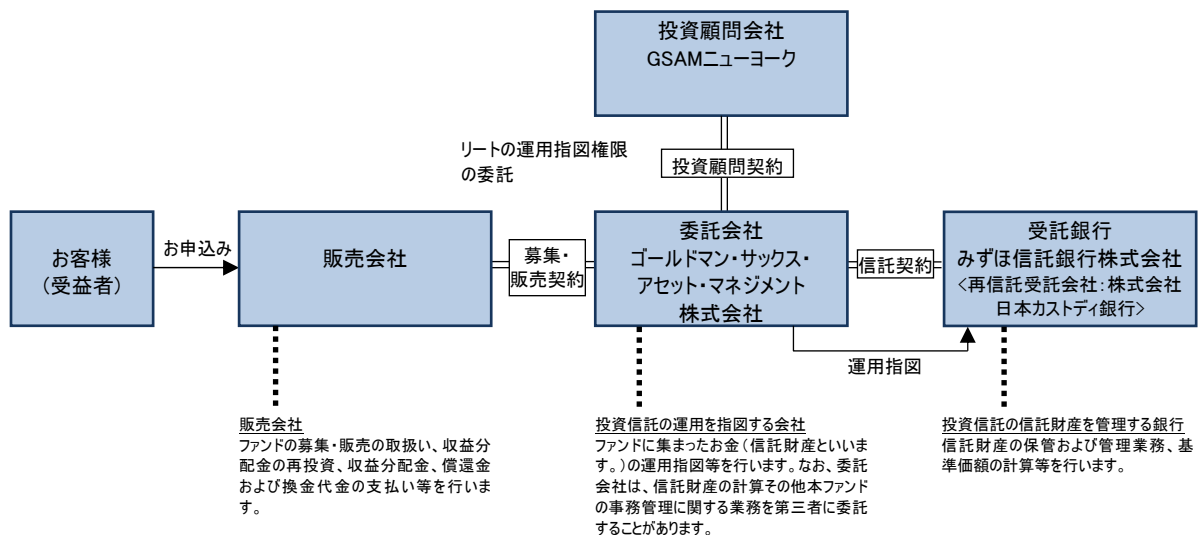 投資顧問会社
GSAMニューヨーク
リートの運用指図権限
の委託
投資顧問契約
お客様
(受益者)
お申込み
販売会社
募集・
販売契約
委託会社
ゴールドマン・サックス・
アセット・マネジメント
株式会社
信託契約
受託銀行
みずほ信託銀行株式会社
<再信託受託会社:株式会社
日本カストディ銀行>
運用指図
販売会社
ファンドの募集・販売の取扱い、収益分
配金の再投資、収益分配金、償還金
および換金代金の支払い等を行いま
す。
投資信託の運用を指図する会社
ファンドに集まったお金(信託財産といいま
す。)の運用指図等を行います。なお、委託
会社は、信託財産の計算その他本ファンド
の事務管理に関する業務を第三者に委託
することがあります。
投資信託の信託財産を管理する銀行
信託財産の保管および管理業務、基
準価額の計算等を行います。